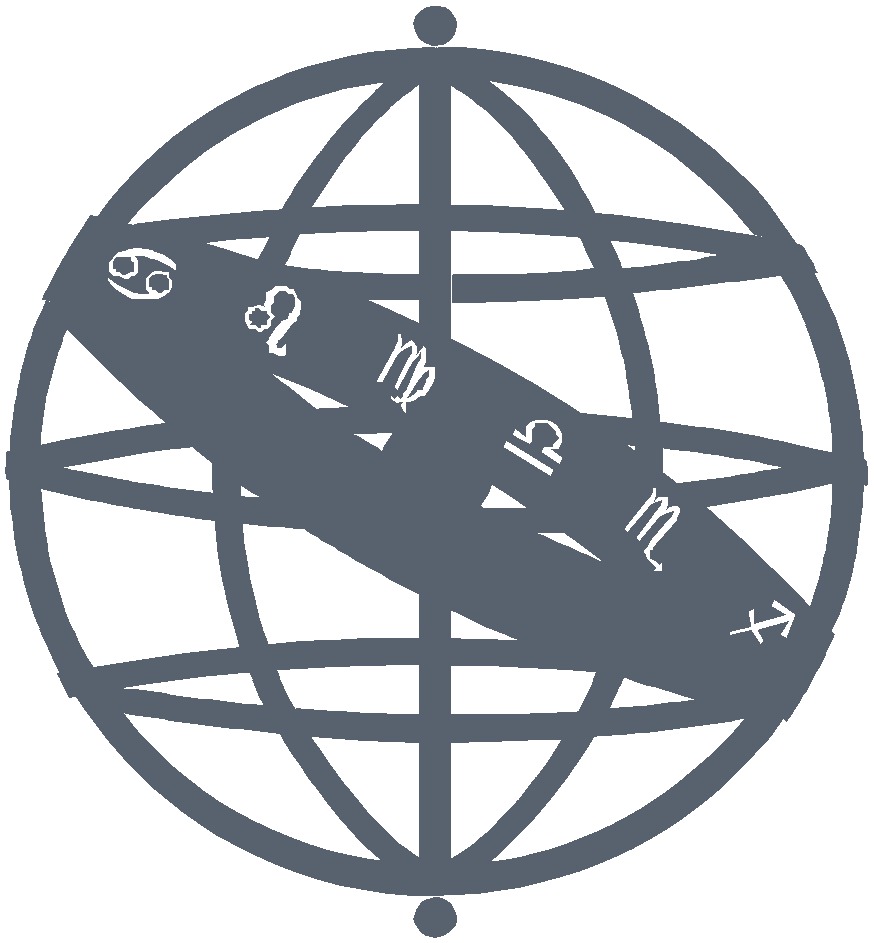 ♋ ♌ ♍ ♎ ♏ ♐